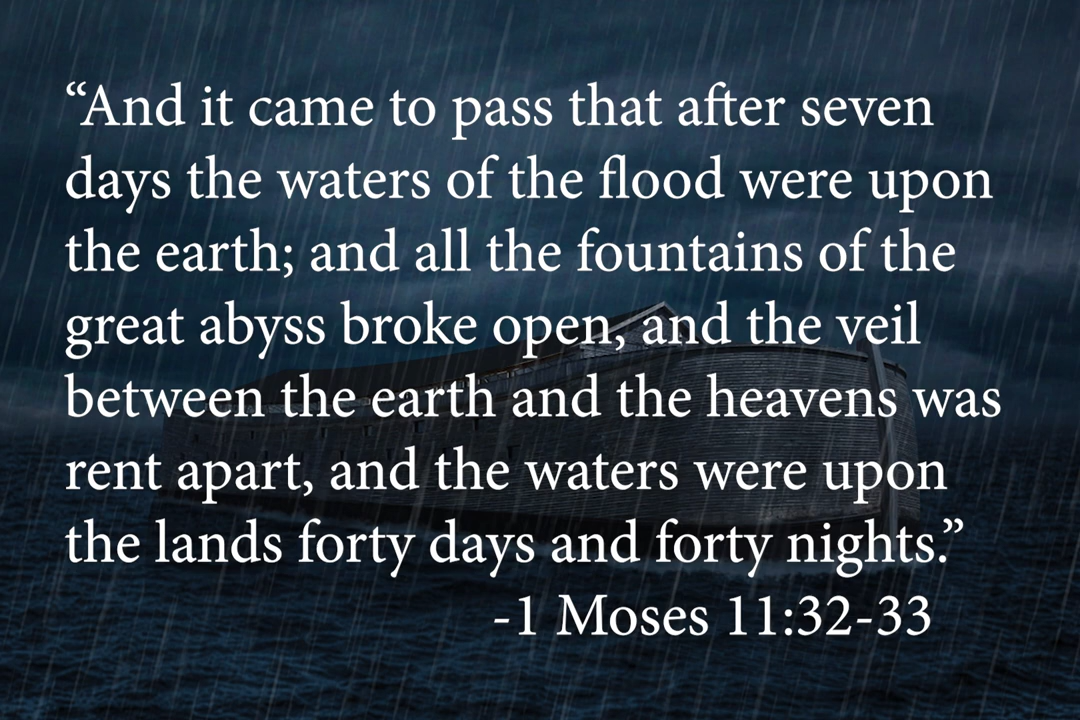 “And it came to pass that after seven
days the waters of the flood were upon
the earth; and all the fountains of the
great abyss broke open, and the veil
between the earth and the heavens was
rent apart, and the waters were upon
the lands forty days and forty nights.”
-1 Moses 11:32-33